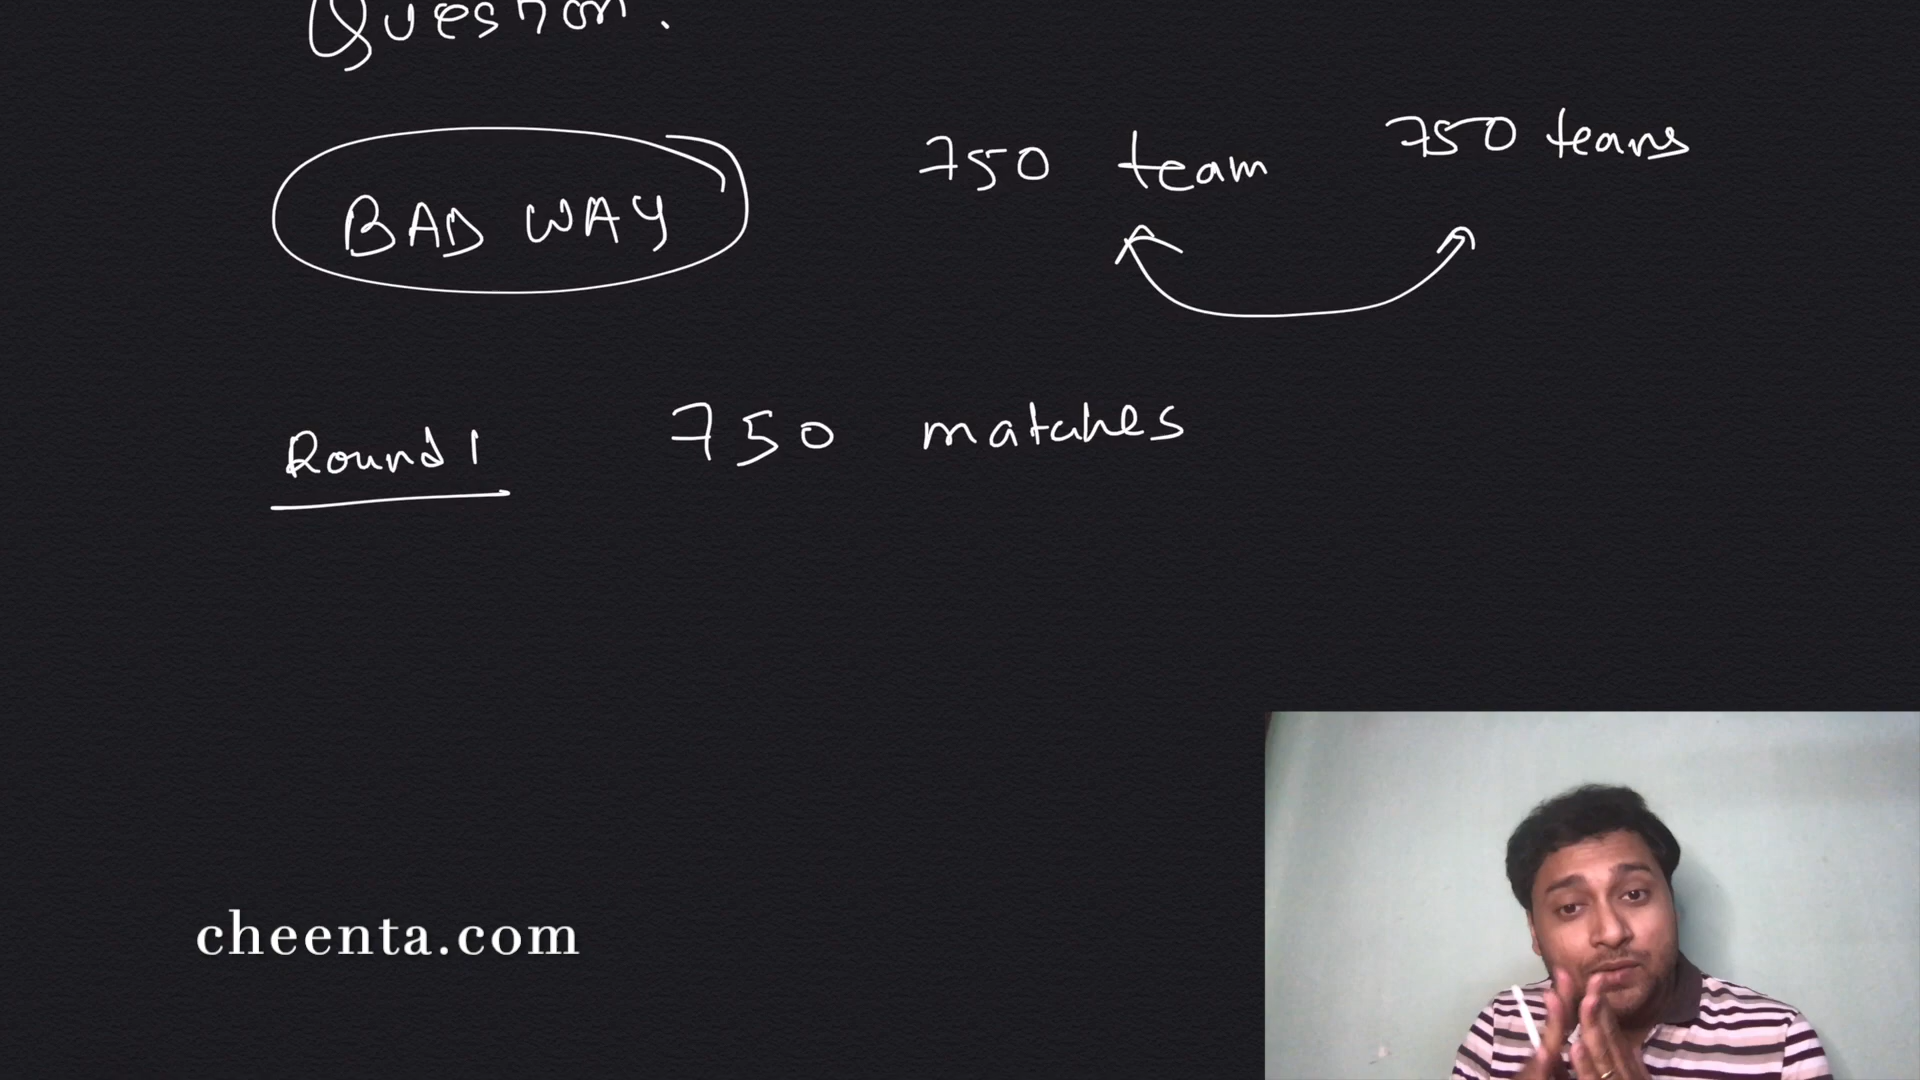 Question.
750 team 750 teams
BAD WAY
Round 1 750 matches
cheenta.com